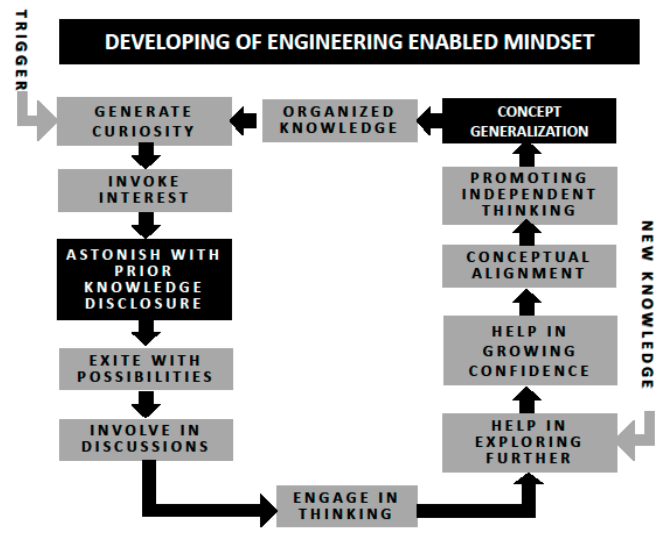 DEVELOPING OF ENGINEERING ENABLED MINDSET
TRIGGER
GENERATE
CURIOSITY
INVOKE
INTEREST
ASTONISH WITH
PRIOR
KNOWLEDGE
DISCLOSURE
EXITE WITH
POSSIBILITIES
INVOLVE IN
DISCUSSIONS
ENGAGE IN
THINKING
HELP IN
EXPLORING
FURTHER
NEW KNOWLEDGE
HELP IN
GROWING
CONFIDENCE
CONCEPTUAL
ALIGNMENT
PROMOTING
INDEPENDENT
THINKING
CONCEPT
GENERALIZATION
ORGANIZED
KNOWLEDGE